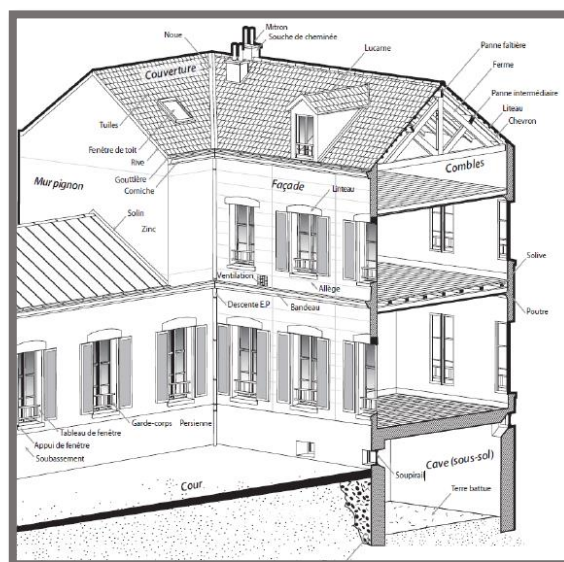 Mitron
Souche de cheminée
Noue
Lucarne
Panne faîtière
Ferme
Couverture
Panne intermédiaire
Liteau
Chevron
Tuiles
Fenêtre de toit
Rive
Gouttière
Corniche
Combles
Mur pignon
Façade
Linteau
Solin
Zinc
Solive
Ventilation
Allège
Descente E.P
Bandeau
Poutre
Tableau de fenêtre
Garde-corps
Persienne
Appui de fenêtre
Soubassement
Soupirail
Cave (sous-sol)
Cour
Terre battue